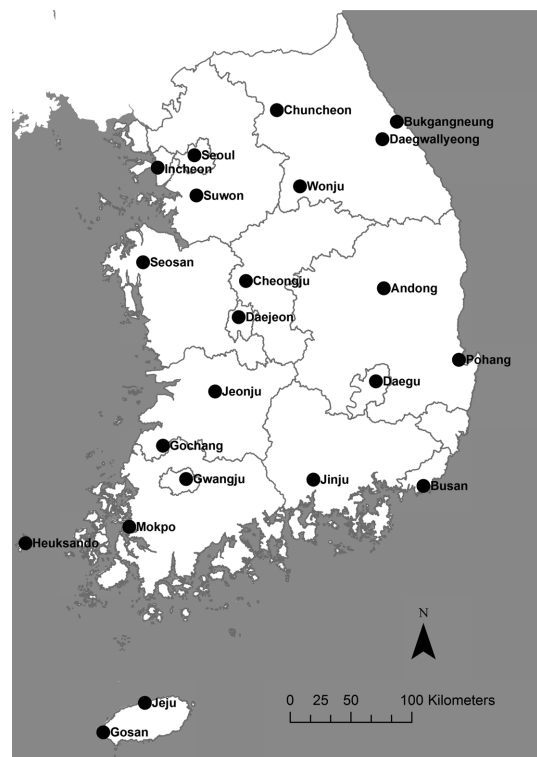 Chuncheon
Bukgangneung
Daegwallyeong
Seoul
Incheon
Wonju
Suwon
Seosan
Cheongju
Andong
Daejeon
Pohang
Daegu
Jeonju
Gochang
Gwangju
Jinju
Busan
Mokpo
Heuksando
N
Jeju
0 25 50 100 Kilometers
Gosan